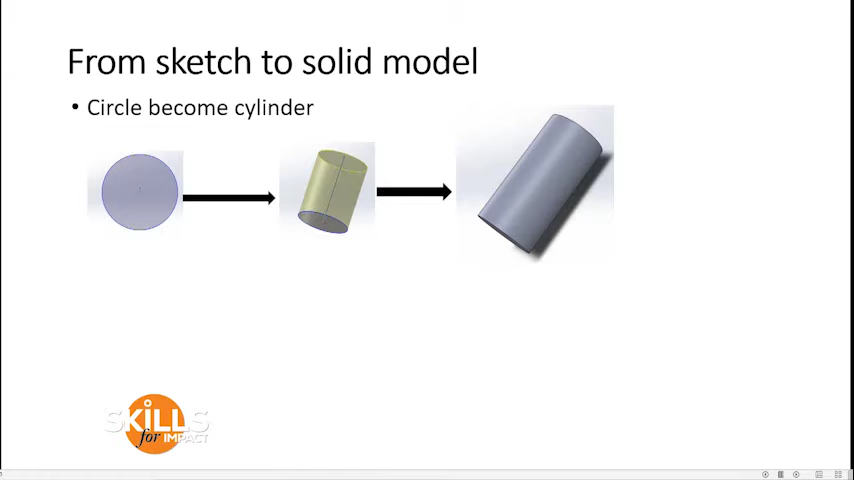 From sketch to solid model
• Circle become cylinder
SKILLS
for IMPACT